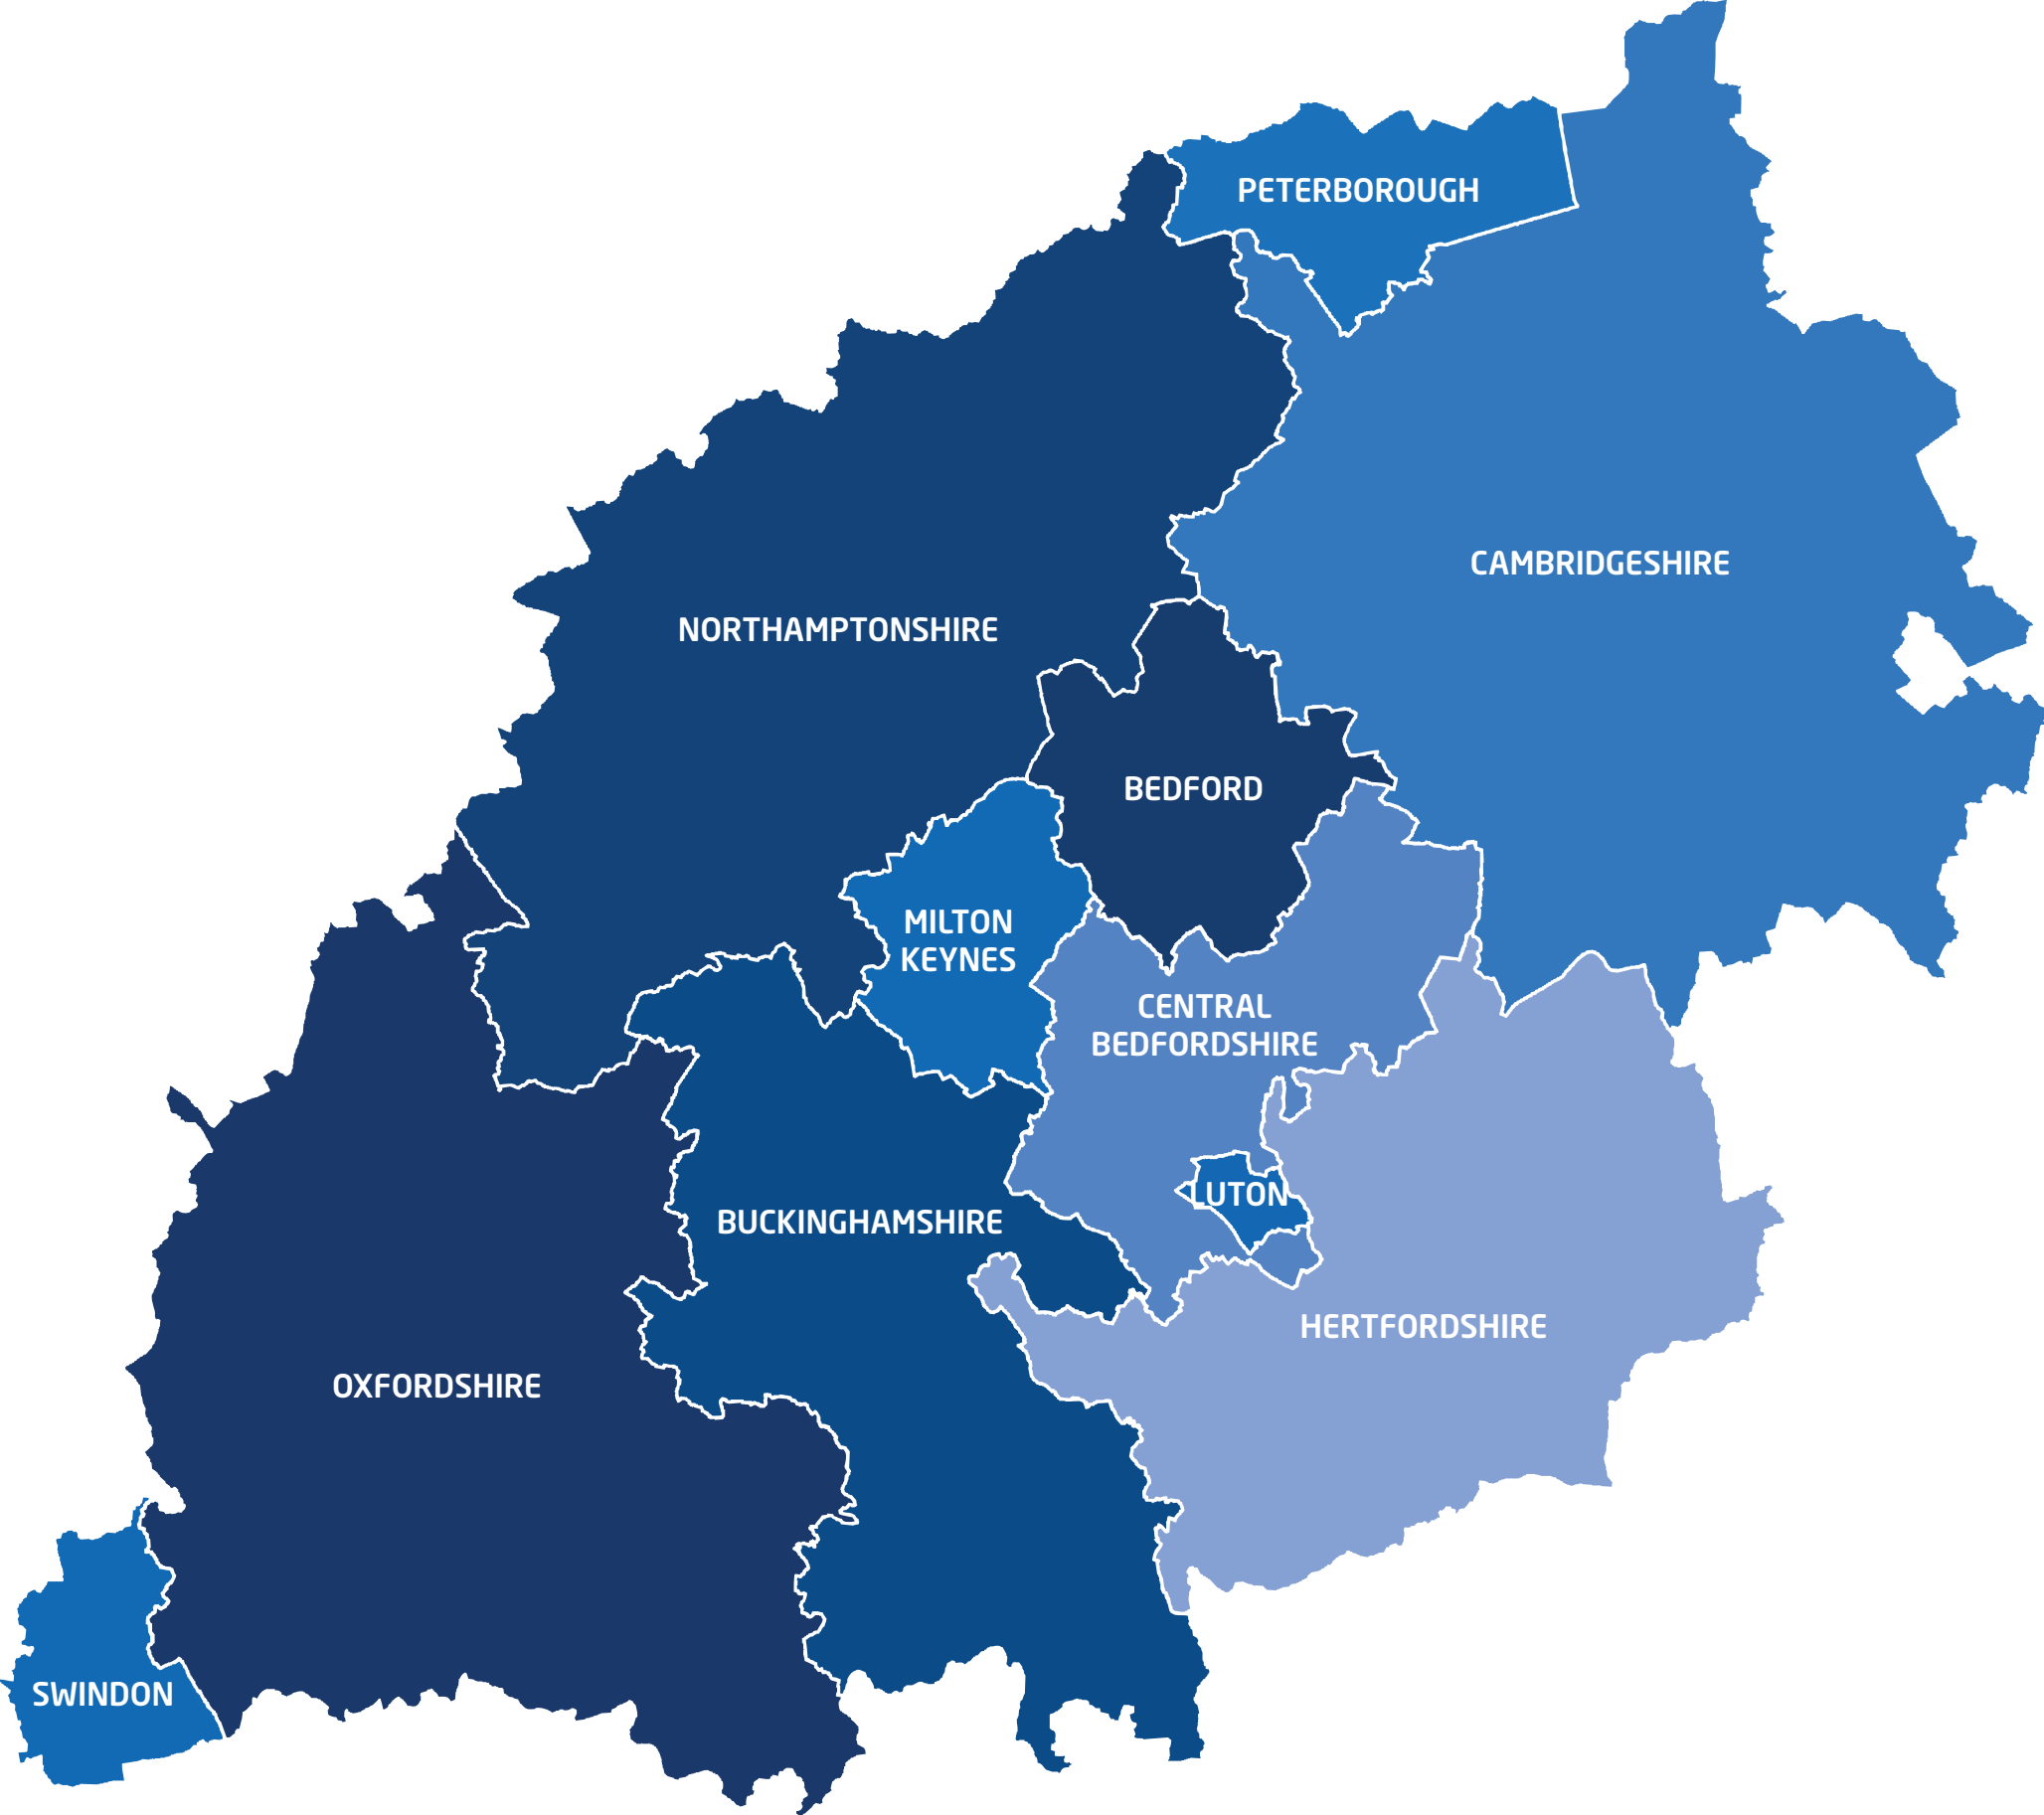 PETERBOROUGH
CAMBRIDGESHIRE
NORTHAMPTONSHIRE
BEDFORD
MILTON
KEYNES
CENTRAL
BEDFORDSHIRE
LUTON
BUCKINGHAMSHIRE
HERTFORDSHIRE
OXFORDSHIRE
SWINDON